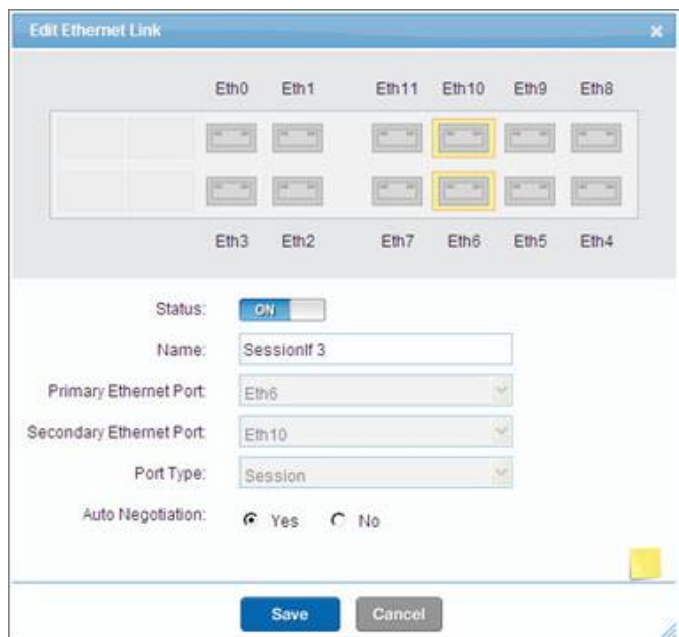 Edit Ethernet Link
Eth0 Eth1 Eth11 Eth10 Eth9 Eth8
Eth3 Eth2 Eth7 Eth6 Eth5 Eth4
Status: ON
Name: SessionIf 3
Primary Ethernet Port: Eth6
Secondary Ethernet Port: Eth10
Port Type: Session
Auto Negotiation: Yes No
Save Cancel